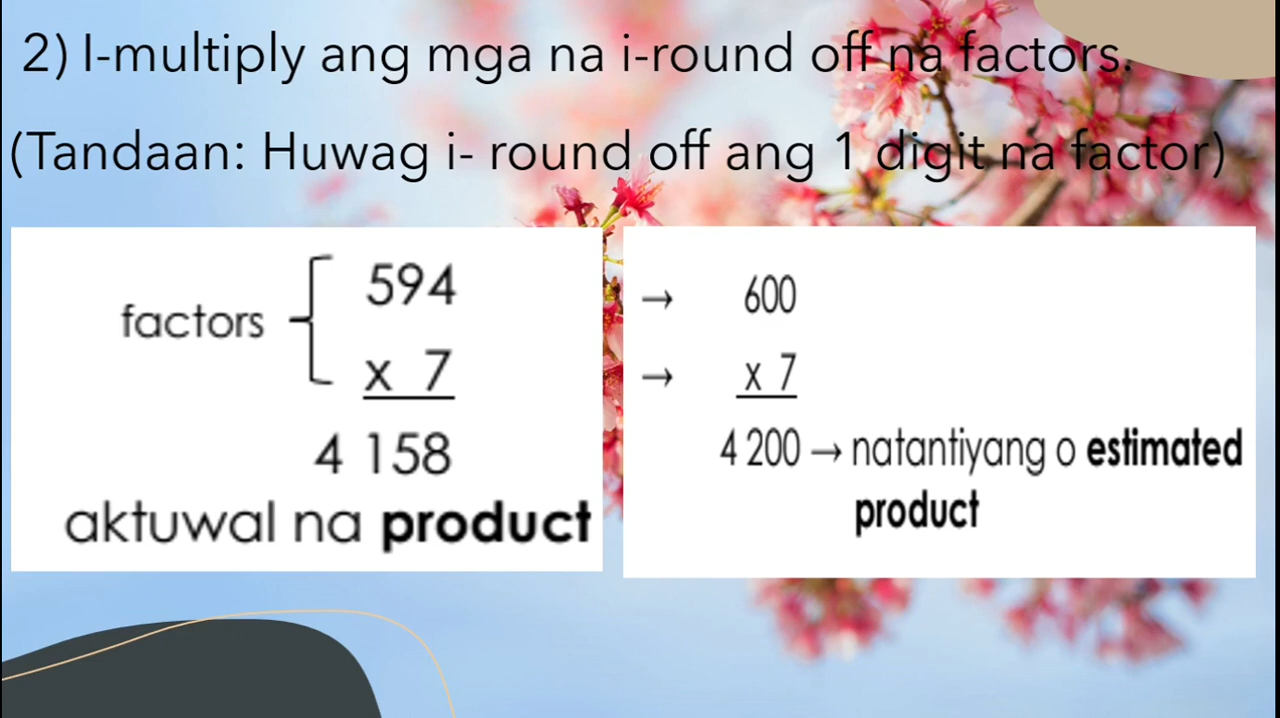 2) I-multiply ang mga na i-round off na factors.
(Tandaan: Huwag i- round off ang 1 digit na factor)
594
factors
x 7
4 158
aktuwal na product
→ 600
→ x 7
4 200 → natantiyang o estimated
product